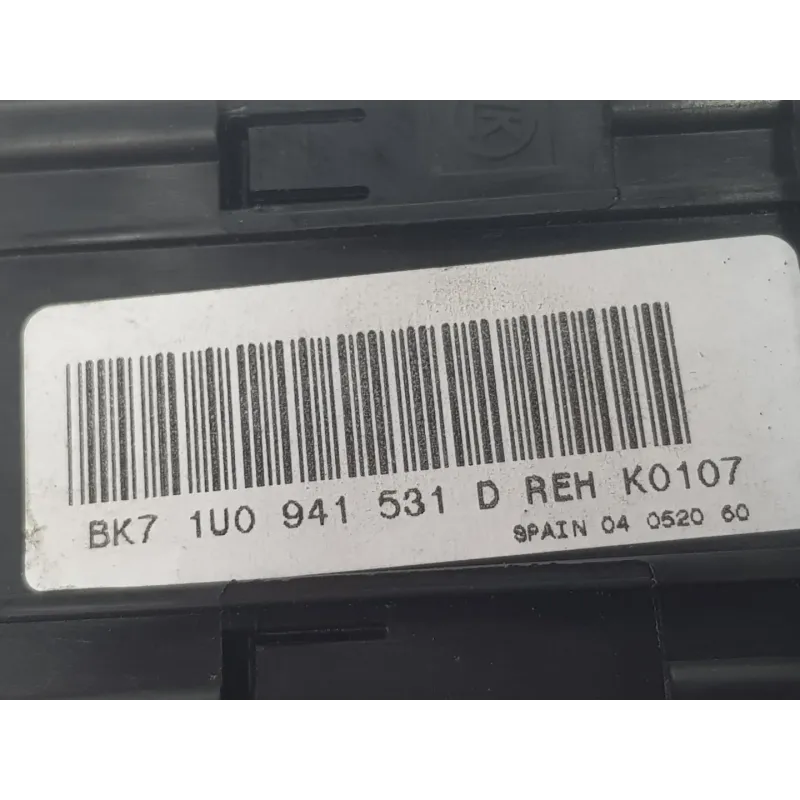 K
BK7 1U0 941 531 D REH K0107
SPAIN 04 0520 60